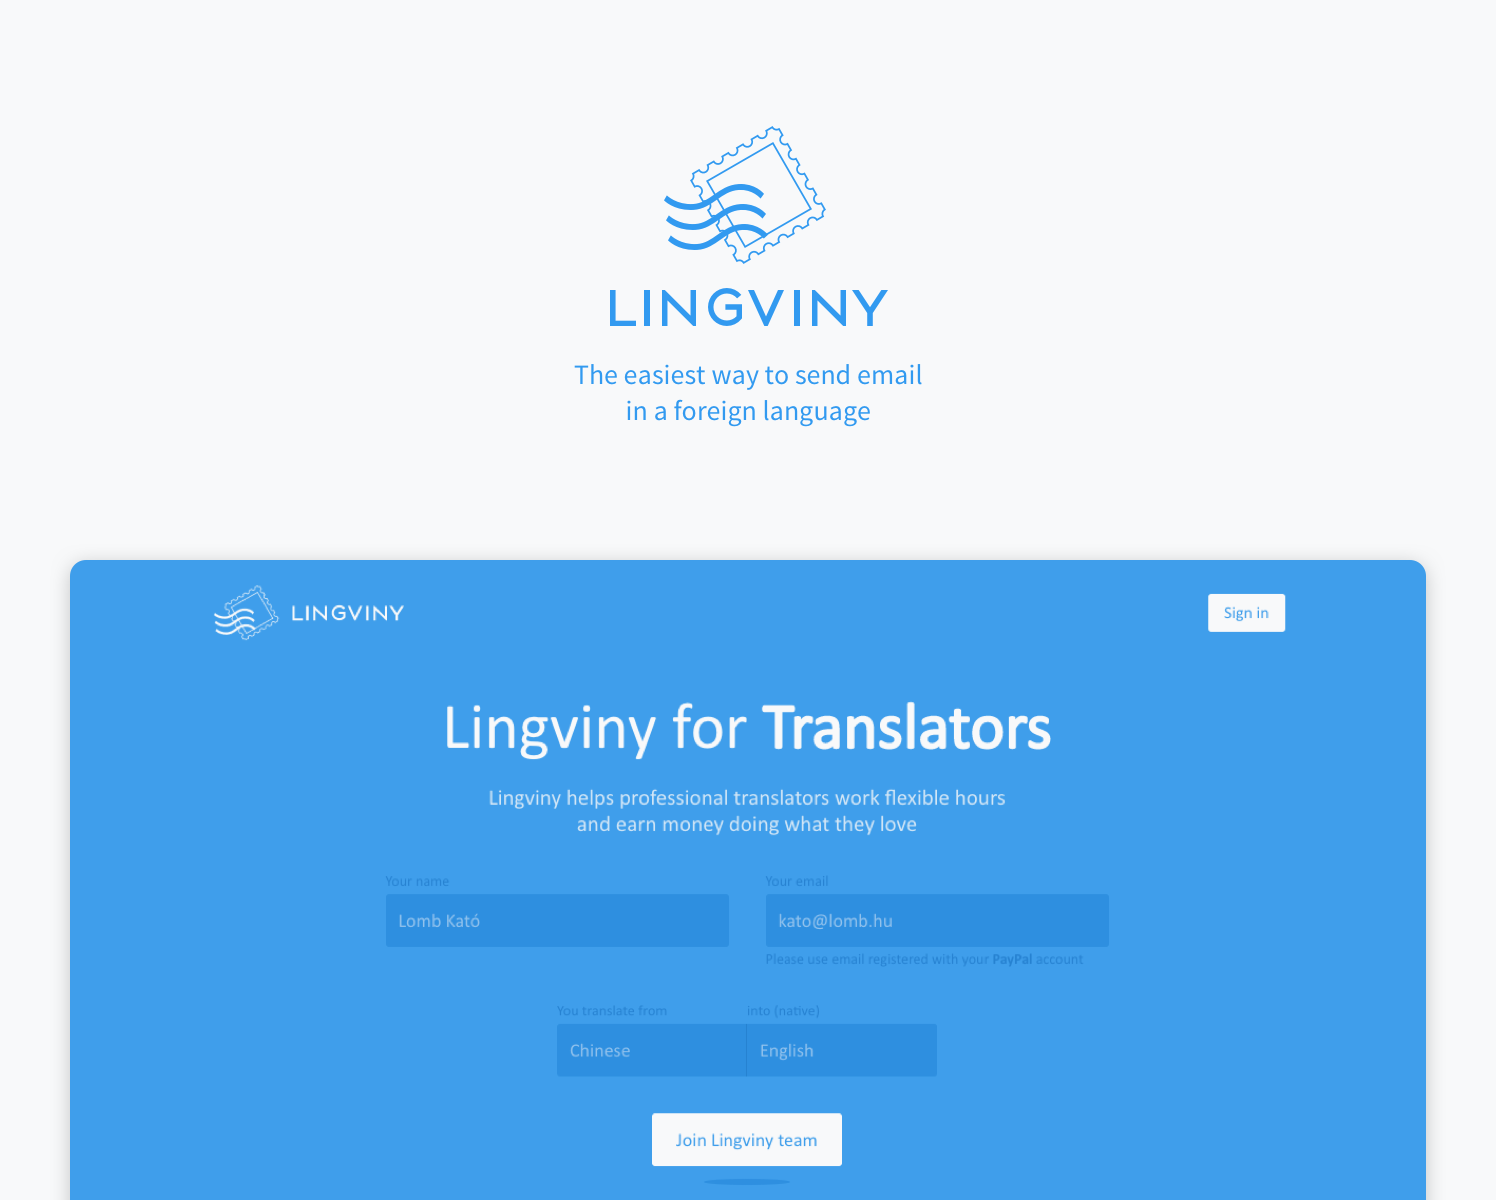 LINGVINY
The easiest way to send email
in a foreign language
LINGVINY
Sign in
Lingviny for Translators
Lingviny helps professional translators work flexible hours
and earn money doing what they love
Your name
Your email
Lomb Kató
kato@lomb.hu
Please use email registered with your PayPal account
You translate from
into (native)
Chinese
English
Join Lingviny team